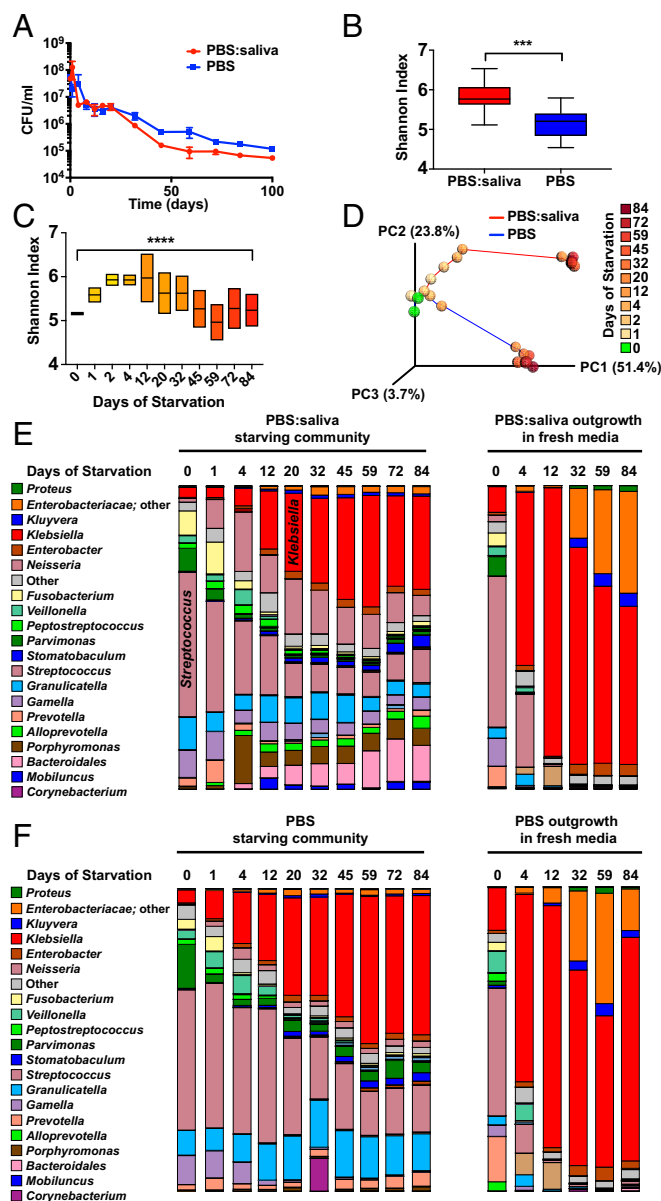 A
PBS:saliva
PBS
10⁹
10⁸
10⁷
10⁶
10⁵
10⁴
CFU/ml
0
50
100
Time (days)
B
7
6
5
4
Shannon Index
***
PBS:saliva
PBS
C
7
6
5
4
Shannon Index
****
0 1 2 4 12 20 32 45 59 72 84
Days of Starvation
D
PBS:saliva
PBS
PC2 (23.8%)
PC1 (51.4%)
PC3 (3.7%)
Days of Starvation
84
72
59
45
32
20
12
4
2
1
0
E
PBS:saliva
starving community
PBS:saliva outgrowth
in fresh media
Days of Starvation
0 1 4 12 20 32 45 59 72 84
0 4 12 32 59 84
Proteus
Enterobacteriacae; other
Kluyvera
Klebsiella
Enterobacter
Neisseria
Other
Fusobacterium
Veillonella
Peptostreptococcus
Parvimonas
Stomatobaculum
Streptococcus
Granulicatella
Gamella
Prevotella
Alloprevotella
Porphyromonas
Bacteroidales
Mobiluncus
Corynebacterium
Streptococcus
Klebsiella
F
PBS
starving community
PBS outgrowth
in fresh media
Days of Starvation
0 1 4 12 20 32 45 59 72 84
0 4 12 32 59 84
Proteus
Enterobacteriacae; other
Kluyvera
Klebsiella
Enterobacter
Neisseria
Other
Fusobacterium
Veillonella
Peptostreptococcus
Parvimonas
Stomatobaculum
Streptococcus
Granulicatella
Gamella
Prevotella
Alloprevotella
Porphyromonas
Bacteroidales
Mobiluncus
Corynebacterium